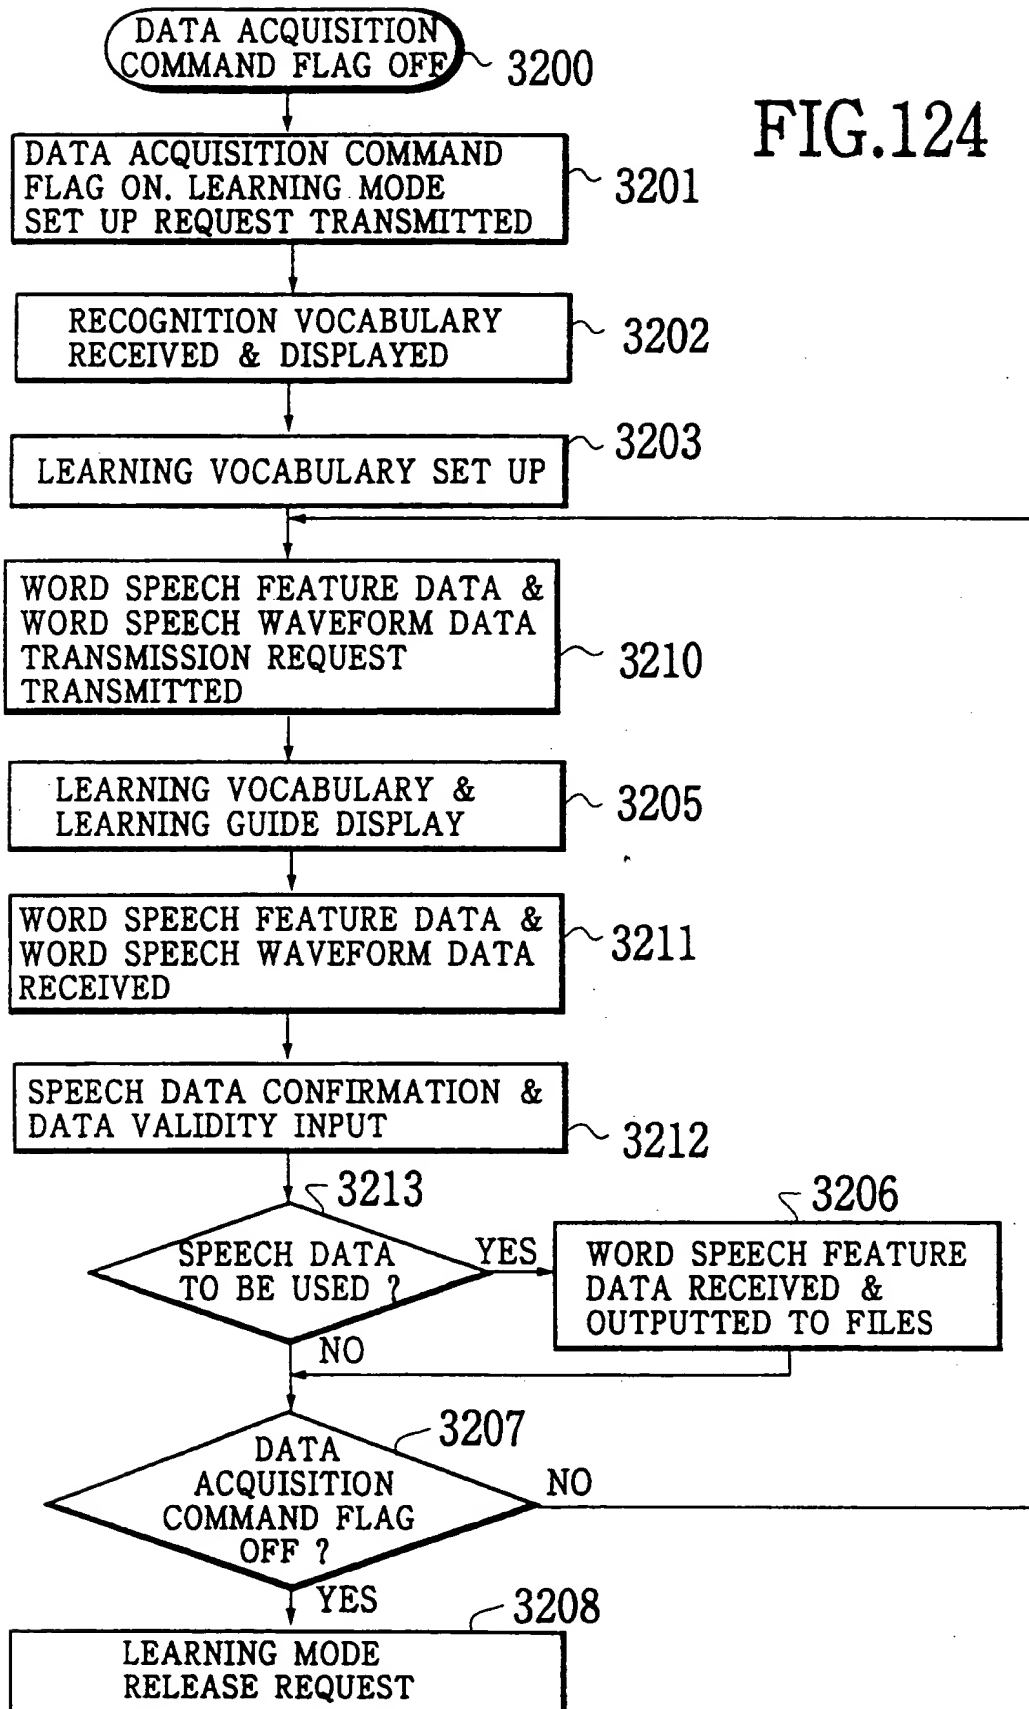 DATA ACQUISITION
COMMAND FLAG OFF
3200
FIG.124
DATA ACQUISITION COMMAND
FLAG ON. LEARNING MODE
SET UP REQUEST TRANSMITTED
3201
RECOGNITION VOCABULARY
RECEIVED & DISPLAYED
3202
LEARNING VOCABULARY SET UP
3203
WORD SPEECH FEATURE DATA &
WORD SPEECH WAVEFORM DATA
TRANSMISSION REQUEST
TRANSMITTED
3210
LEARNING VOCABULARY &
LEARNING GUIDE DISPLAY
3205
WORD SPEECH FEATURE DATA &
WORD SPEECH WAVEFORM DATA
RECEIVED
3211
SPEECH DATA CONFIRMATION &
DATA VALIDITY INPUT
3212
3213
SPEECH DATA
TO BE USED ?
YES
NO
3206
WORD SPEECH FEATURE
DATA RECEIVED &
OUTPUTTED TO FILES
3207
DATA
ACQUISITION
COMMAND FLAG
OFF ?
NO
YES
3208
LEARNING MODE
RELEASE REQUEST